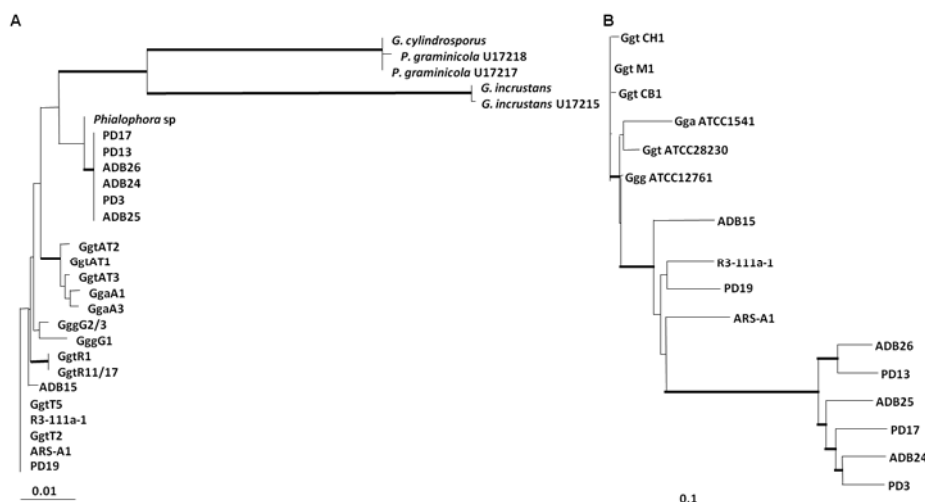 A
G. cylindrosporus
P. graminicola U17218
P. graminicola U17217
G. incrustans
G. incrustans U17215
Phialophora sp
PD17
PD13
ADB26
ADB24
PD3
ADB25
GgtAT2
GgtAT1
GgtAT3
GgaA1
GgaA3
GggG2/3
GggG1
GgtR1
GgtR11/17
ADB15
GgtT5
R3-111a-1
GgtT2
ARS-A1
PD19
0.01
B
Ggt CH1
Ggt M1
Ggt CB1
Gga ATCC1541
Ggt ATCC28230
Ggg ATCC12761
ADB15
R3-111a-1
PD19
ARS-A1
ADB26
PD13
ADB25
PD17
ADB24
PD3
0.1